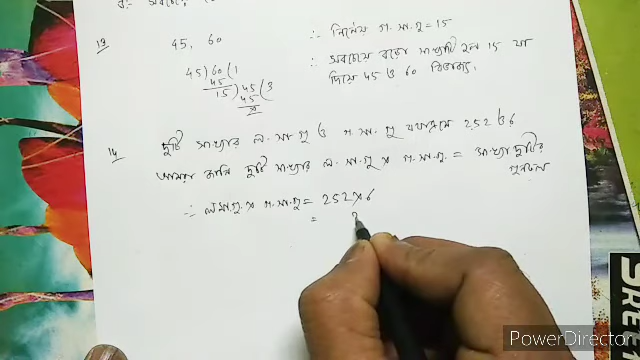 13
45, 60
45) 60 (1
45
15) 45 (3
45
∴ নির্ণেয় গ. সা. গু = 15
∴ সবচেয়ে বড়ো সংখ্যাটি হল 15 যা
দিয়ে 45 ও 60 বিভাজ্য।
14
দুটি সংখ্যার ল. সা. গু ও গ. সা. গু যথাক্রমে 252 ও 6
আমরা জানি দুটি সংখ্যার ল. সা. গু x গ. সা. গু = সংখ্যা দুটির
গুণফল
∴ ল.সা.গু. x গ. সা. গু = 252 x 6
=
SREE
PowerDirector